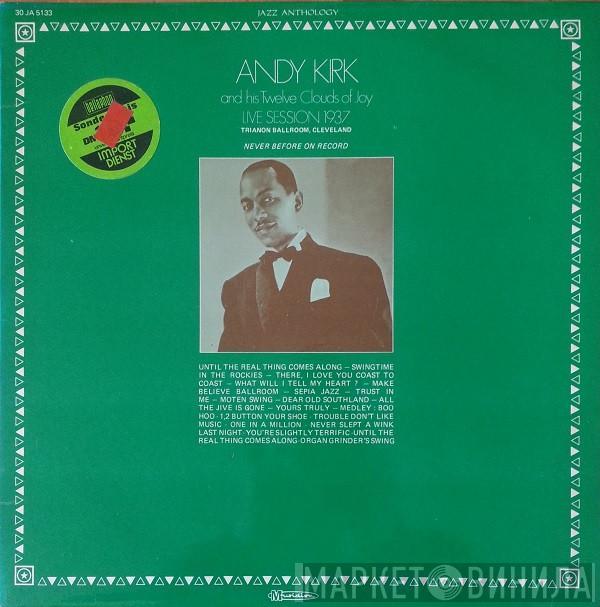 30 JA 5133
JAZZ ANTHOLOGY
ANDY KIRK
and his Twelve Clouds of Joy
LIVE SESSION 1937
TRIANON BALLROOM, CLEVELAND
NEVER BEFORE ON RECORD
bellaphon
IMPORT
DIENST
UNTIL THE REAL THING COMES ALONG – SWINGTIME
IN THE ROCKIES – THERE, I LOVE YOU COAST TO
COAST – WHAT WILL I TELL MY HEART ? – MAKE
BELIEVE BALLROOM – SEPIA JAZZ – TRUST IN
ME – MOTEN SWING – DEAR OLD SOUTHLAND – ALL
THE JIVE IS GONE – YOURS TRULY – MEDLEY : BOO
HOO · 1,2 BUTTON YOUR SHOE · TROUBLE DON'T LIKE
MUSIC · ONE IN A MILLION · NEVER SLEPT A WINK
LAST NIGHT · YOU'RE SLIGHTLY TERRIFIC · UNTIL THE
REAL THING COMES ALONG · ORGAN GRINDER'S SWING
Musidisc
МАРКЕТ ВИНИЛА